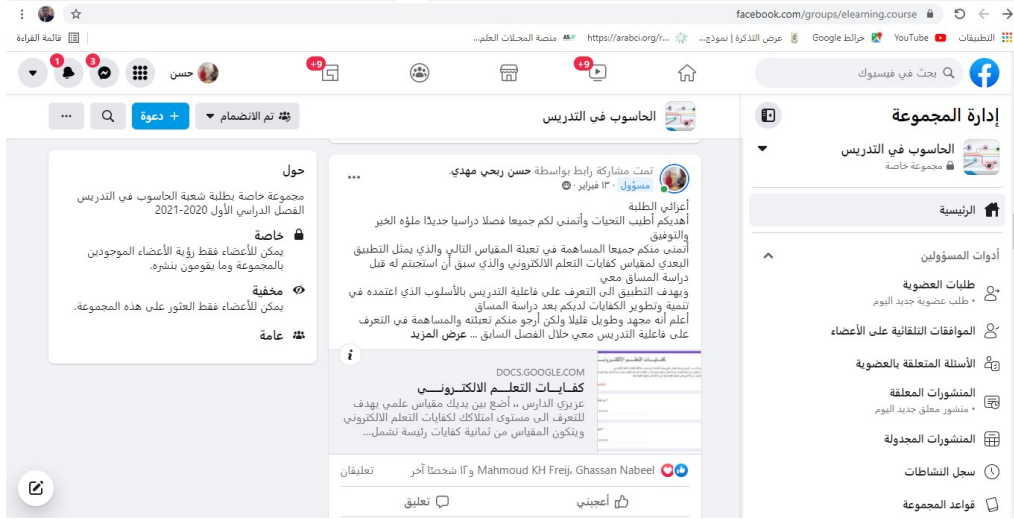 facebook.com/groups/elearning.course
التطبيقات
YouTube
خرائط Google
عرض التذكرة | نموذج...
https://arabci.org/r...
منصة المجلات العلم...
قائمة القراءة
بحث في فيسبوك
+9
+9
حسن
3
1
إدارة المجموعة
الحاسوب في التدريس
مجموعة خاصة
الرئيسية
أدوات المسؤولين
طلبات العضوية
• طلب عضوية جديد اليوم
الموافقات التلقائية على الأعضاء
الأسئلة المتعلقة بالعضوية
المنشورات المعلقة
• منشور معلق جديد اليوم
المنشورات المجدولة
سجل النشاطات
قواعد المجموعة
الحاسوب في التدريس
تم الانضمام
+ دعوة
تمت مشاركة رابط بواسطة حسن ربحي مهدي.
مسؤول · ١٣ فبراير ·
أعزائي الطلبة
أهديكم أطيب التحيات وأتمنى لكم جميعا فصلا دراسيا جديدًا ملؤه الخير
والتوفيق
أتمنى منكم جميعا المساهمة في تعبئة المقياس التالي والذي يمثل التطبيق
البعدي لمقياس كفايات التعلم الالكتروني والذي سبق أن استجبتم له قبل
دراسة المساق معي
ويهدف التطبيق الى التعرف على فاعلية التدريس بالأسلوب الذي اعتمده في
تنمية وتطوير الكفايات لديكم بعد دراسة المساق
أعلم أنه مجهد وطويل قليلا ولكن أرجو منكم تعبئته والمساهمة في التعرف
على فاعلية التدريس معي خلال الفصل السابق ... عرض المزيد
DOCS.GOOGLE.COM
كفـايــات التعلـــم الالكتــرونــــي
عزيزي الدارس ،، أضع بين يديك مقياس علمي يهدف
للتعرف الى مستوى امتلاكك لكفايات التعلم الالكتروني
ويتكون المقياس من ثمانية كفايات رئيسة تشمل...
Mahmoud KH Freij، Ghassan Nabeel و٢١ شخصًا آخر
تعليقان
أعجبني
تعليق
حول
مجموعة خاصة بطلبة شعبة الحاسوب في التدريس
الفصل الدراسي الأول 2020-2021
خاصة
يمكن للأعضاء فقط رؤية الأعضاء الموجودين
بالمجموعة وما يقومون بنشره.
مخفية
يمكن للأعضاء فقط العثور على هذه المجموعة.
عامة